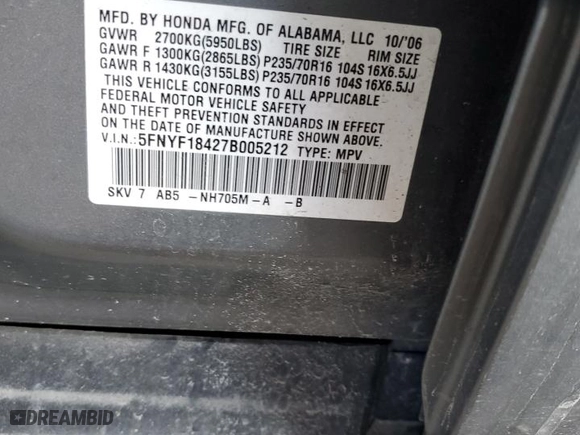 MFD. BY HONDA MFG. OF ALABAMA, LLC 10/'06
GVWR 2700KG(5950LBS) TIRE SIZE RIM SIZE
GAWR F 1300KG(2865LBS) P235/70R16 104S 16X6.5JJ
GAWR R 1430KG(3155LBS) P235/70R16 104S 16X6.5JJ
THIS VEHICLE CONFORMS TO ALL APPLICABLE
FEDERAL MOTOR VEHICLE SAFETY
AND THEFT PREVENTION STANDARDS IN EFFECT
ON THE DATE OF MANUFACTURE SHOWN ABOVE.
V.I.N.: 5FNYF18427B005212 TYPE: MPV
SKV 7 AB5 -NH705M-A -B
DREAMBID